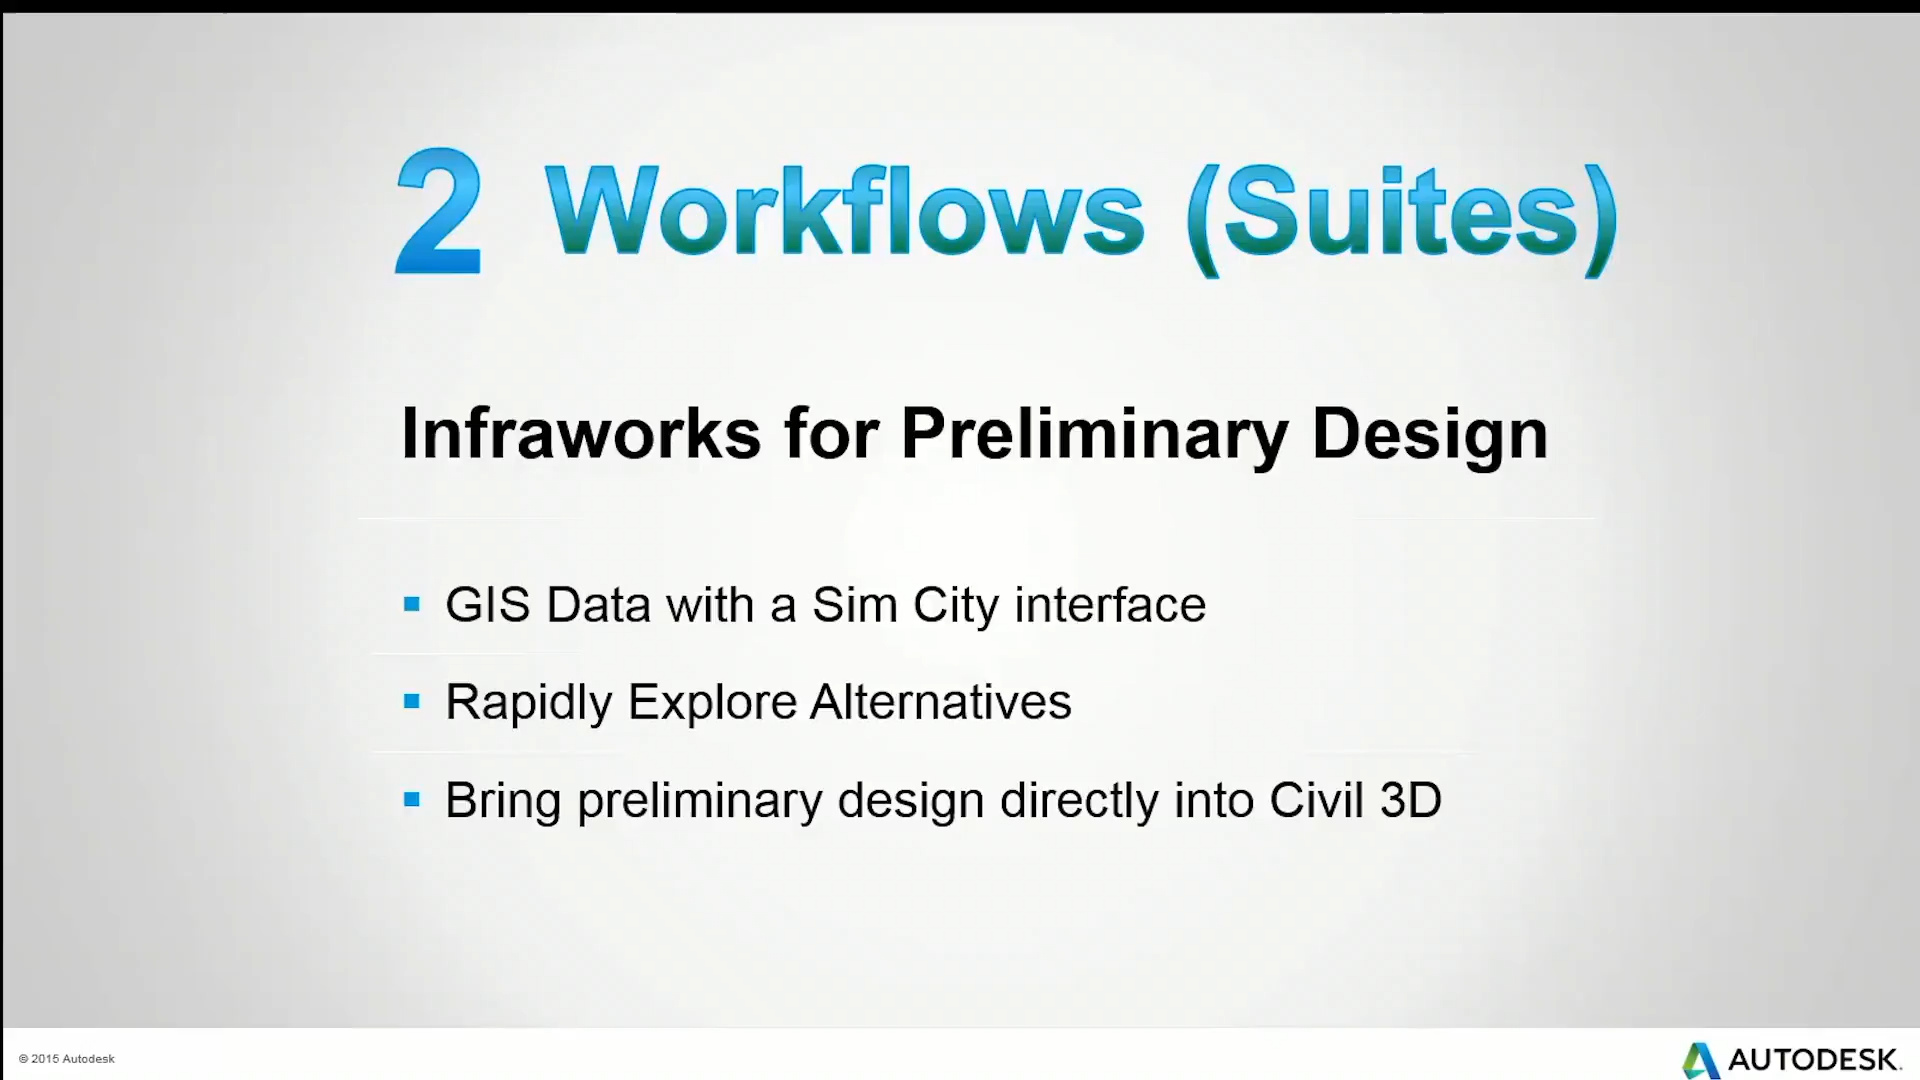 2 Workflows (Suites)
Infraworks for Preliminary Design
▪ GIS Data with a Sim City interface
▪ Rapidly Explore Alternatives
▪ Bring preliminary design directly into Civil 3D
© 2015 Autodesk
AUTODESK.